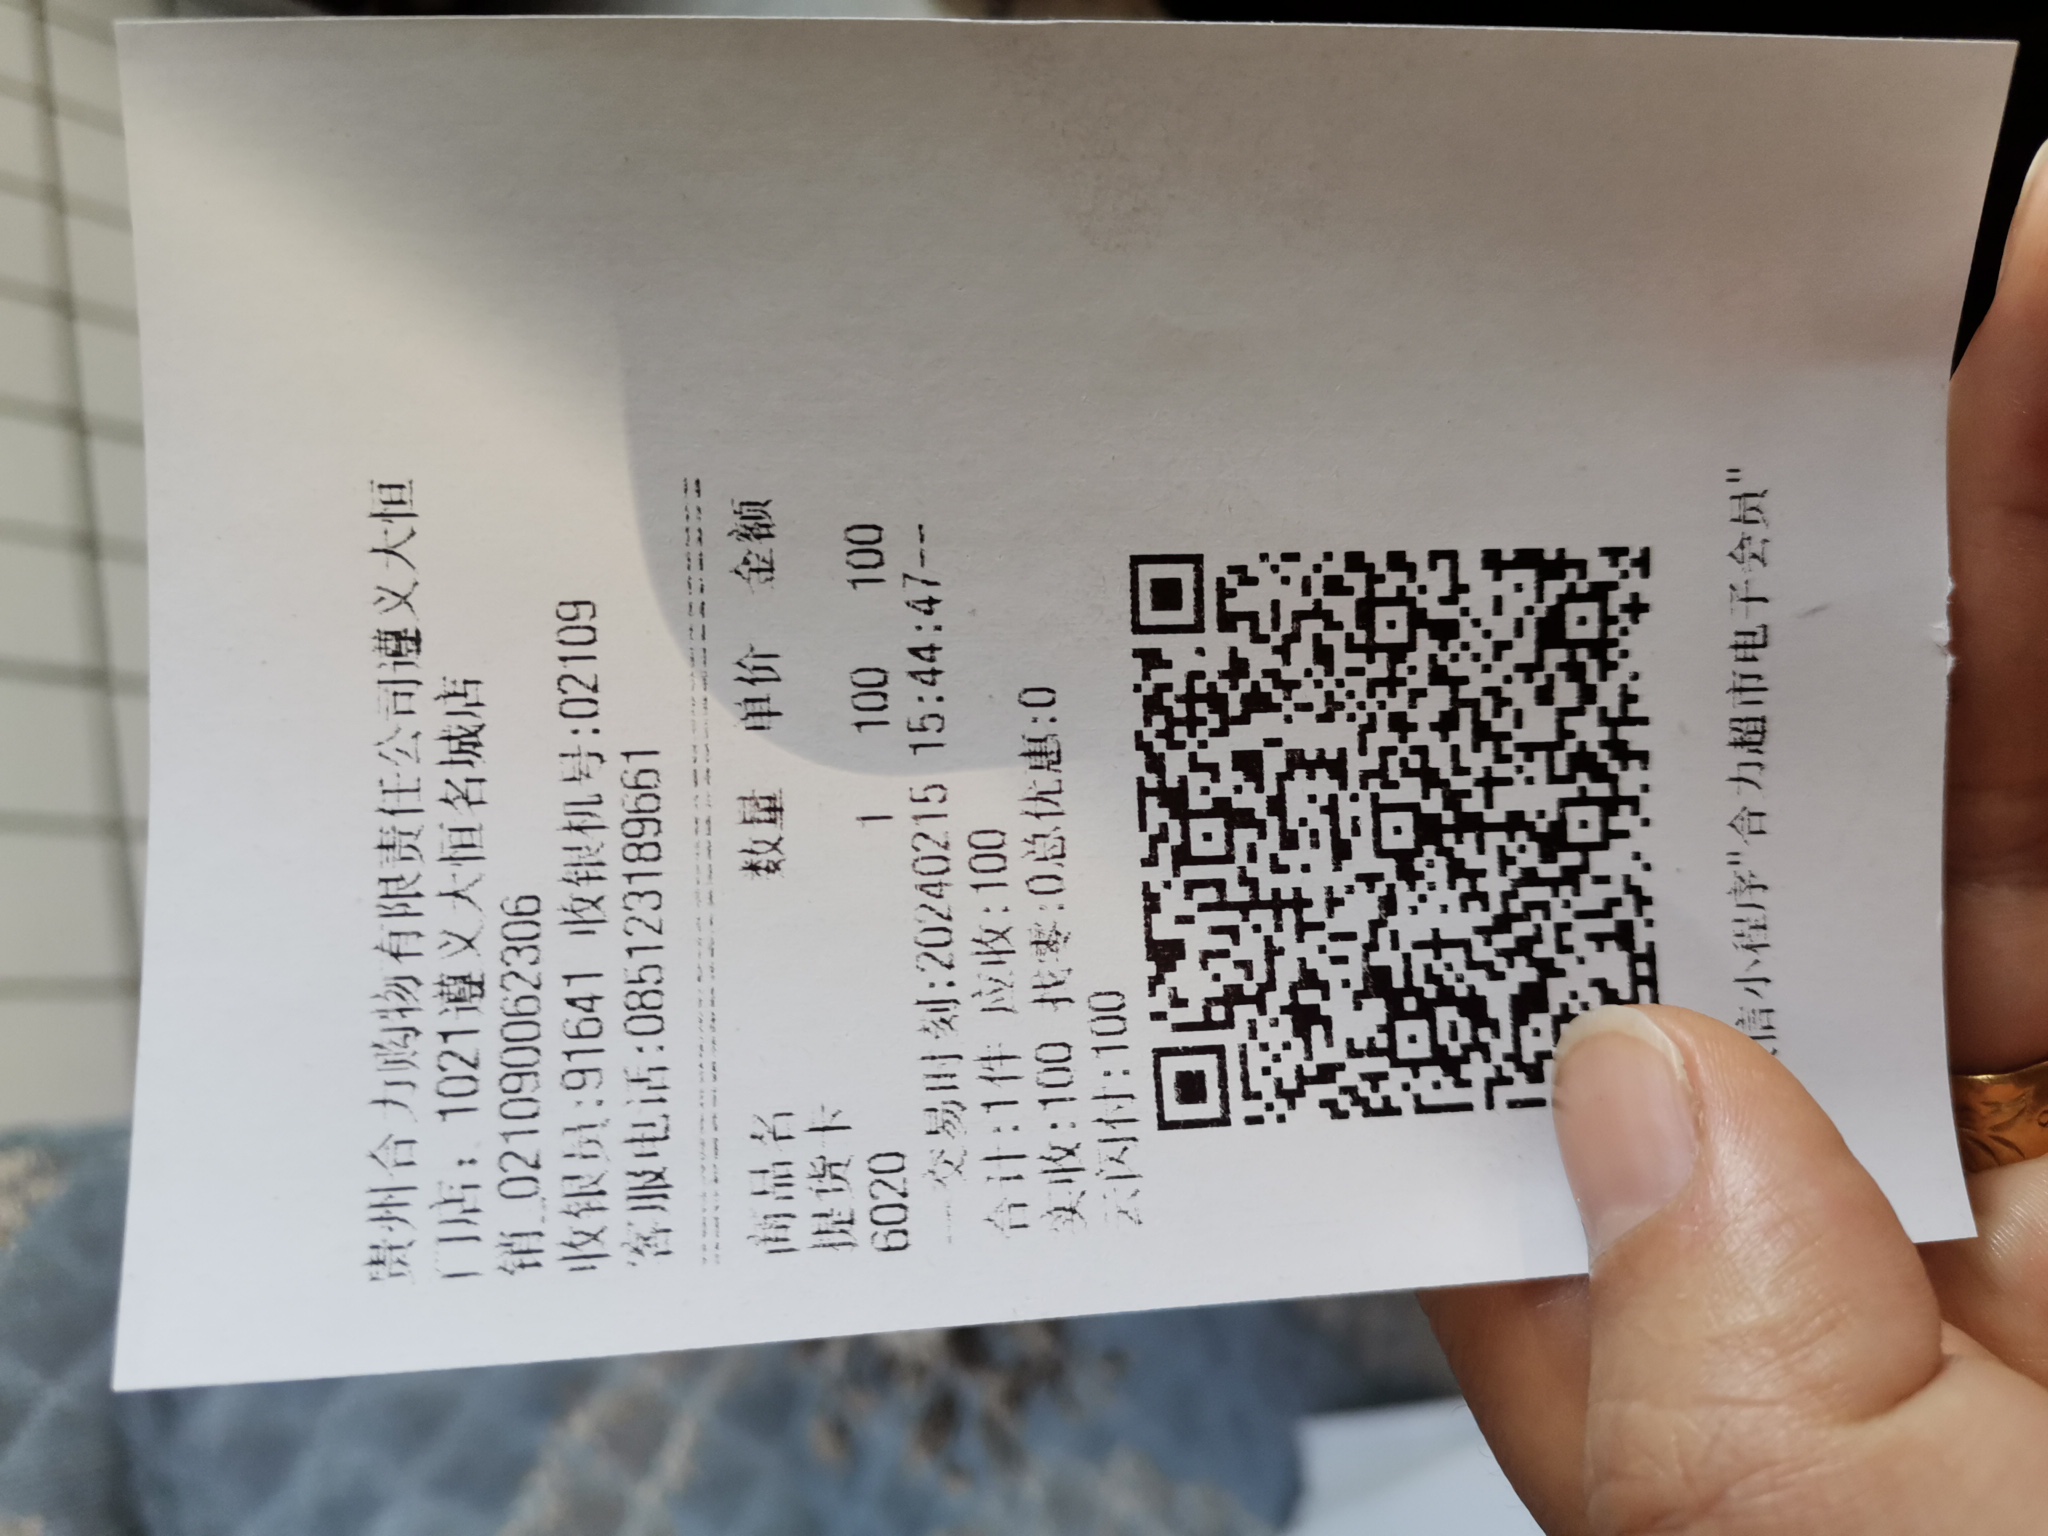 贵州合力购物有限责任公司遵义大恒
门店：1021遵义大恒名城店
销_021090062306
收银员:91641 收银机号:02109
客服电话:085123189661
商品名 数量 单价 金额
提货卡
6020 1 100 100
--交易时刻:20240215 15:44:47--
合计:1件 应收:100
实收:100 找零:0总优惠:0
云闪付:100
信小程序"合力超市电子会员"